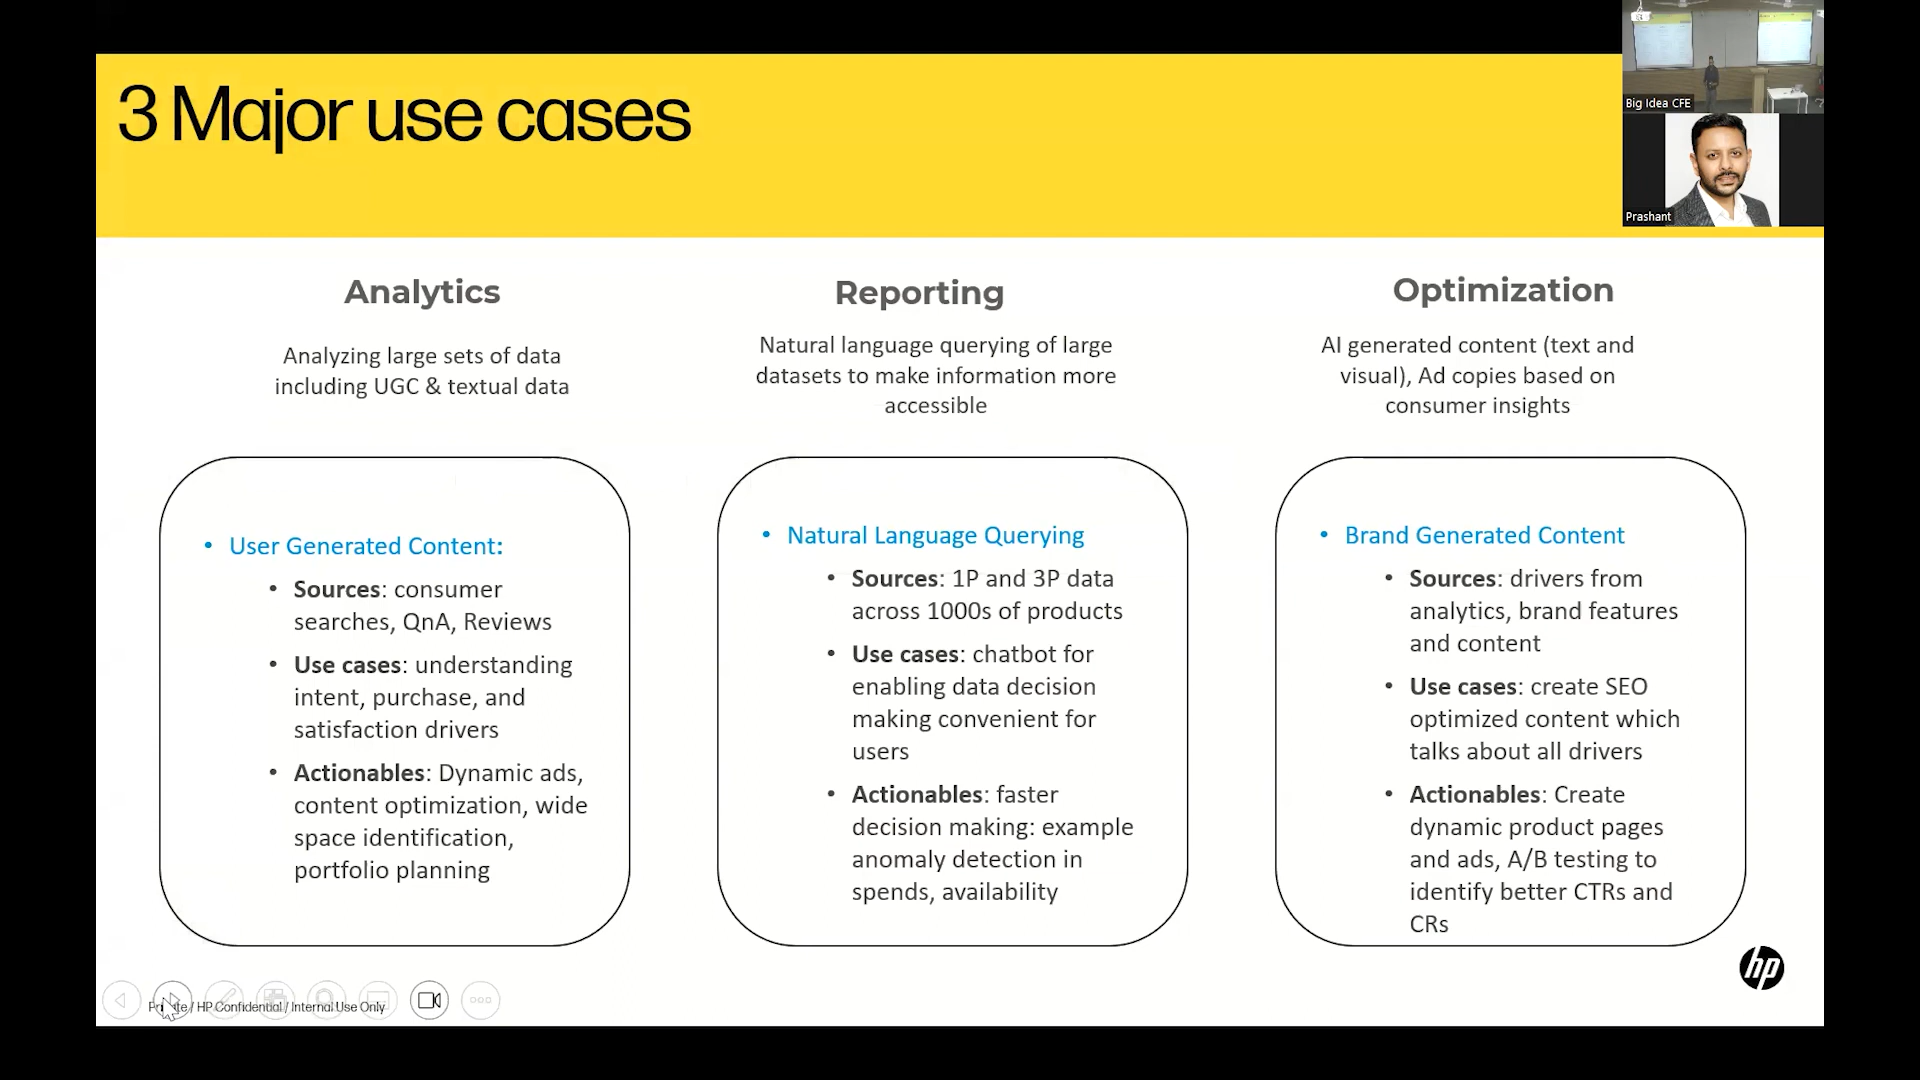 3 Major use cases
Big Idea CFE
Prashant
Analytics
Analyzing large sets of data
including UGC & textual data
• User Generated Content:
• Sources: consumer
searches, QnA, Reviews
• Use cases: understanding
intent, purchase, and
satisfaction drivers
• Actionables: Dynamic ads,
content optimization, wide
space identification,
portfolio planning
Reporting
Natural language querying of large
datasets to make information more
accessible
• Natural Language Querying
• Sources: 1P and 3P data
across 1000s of products
• Use cases: chatbot for
enabling data decision
making convenient for
users
• Actionables: faster
decision making: example
anomaly detection in
spends, availability
Optimization
AI generated content (text and
visual), Ad copies based on
consumer insights
• Brand Generated Content
• Sources: drivers from
analytics, brand features
and content
• Use cases: create SEO
optimized content which
talks about all drivers
• Actionables: Create
dynamic product pages
and ads, A/B testing to
identify better CTRs and
CRs
hp
Private / HP Confidential / Internal Use Only